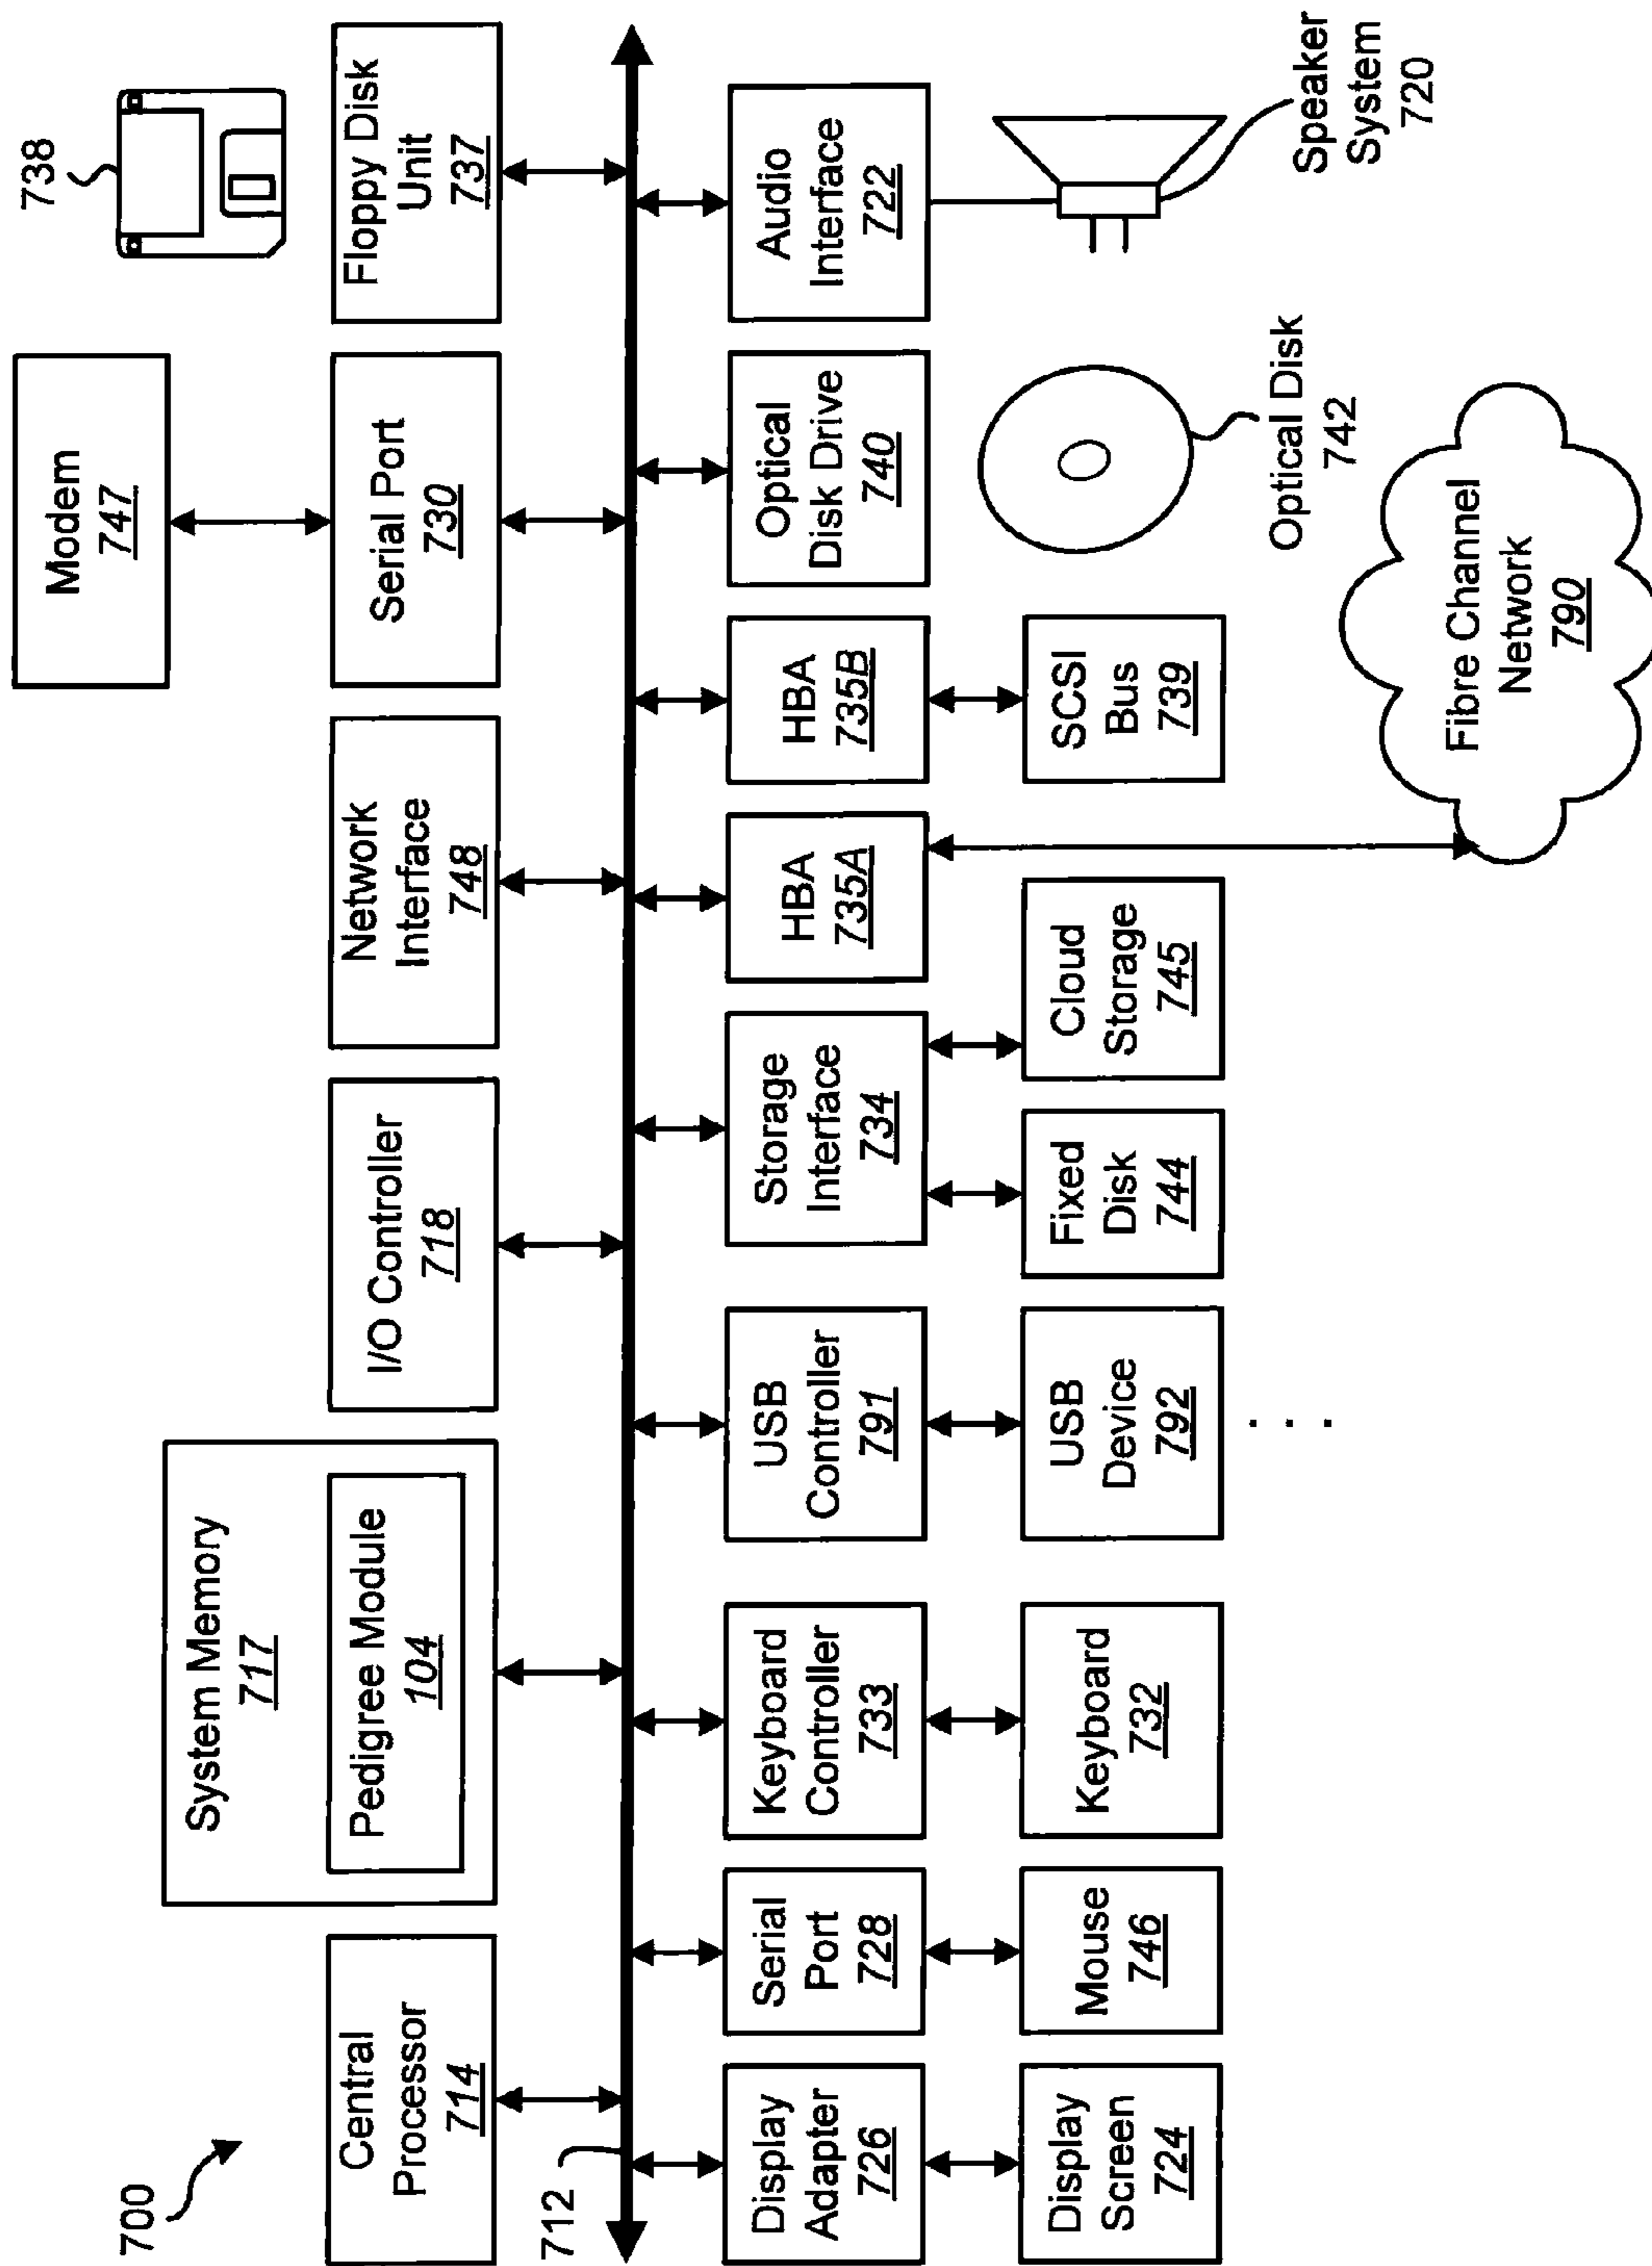 700
Central
Processor
714
System Memory
717
Pedigree Module
104
I/O Controller
718
Network
Interface
748
Modem
747
Serial Port
730
738
Floppy Disk
Unit
737
712
Display
Adapter
726
Serial
Port
728
Keyboard
Controller
733
USB
Controller
791
Storage
Interface
734
HBA
735A
HBA
735B
Optical
Disk Drive
740
Audio
Interface
722
Display
Screen
724
Mouse
746
Keyboard
732
USB
Device
792
. . .
Fixed
Disk
744
Cloud
Storage
745
SCSI
Bus
739
Optical Disk
742
Speaker
System
720
Fibre Channel
Network
790